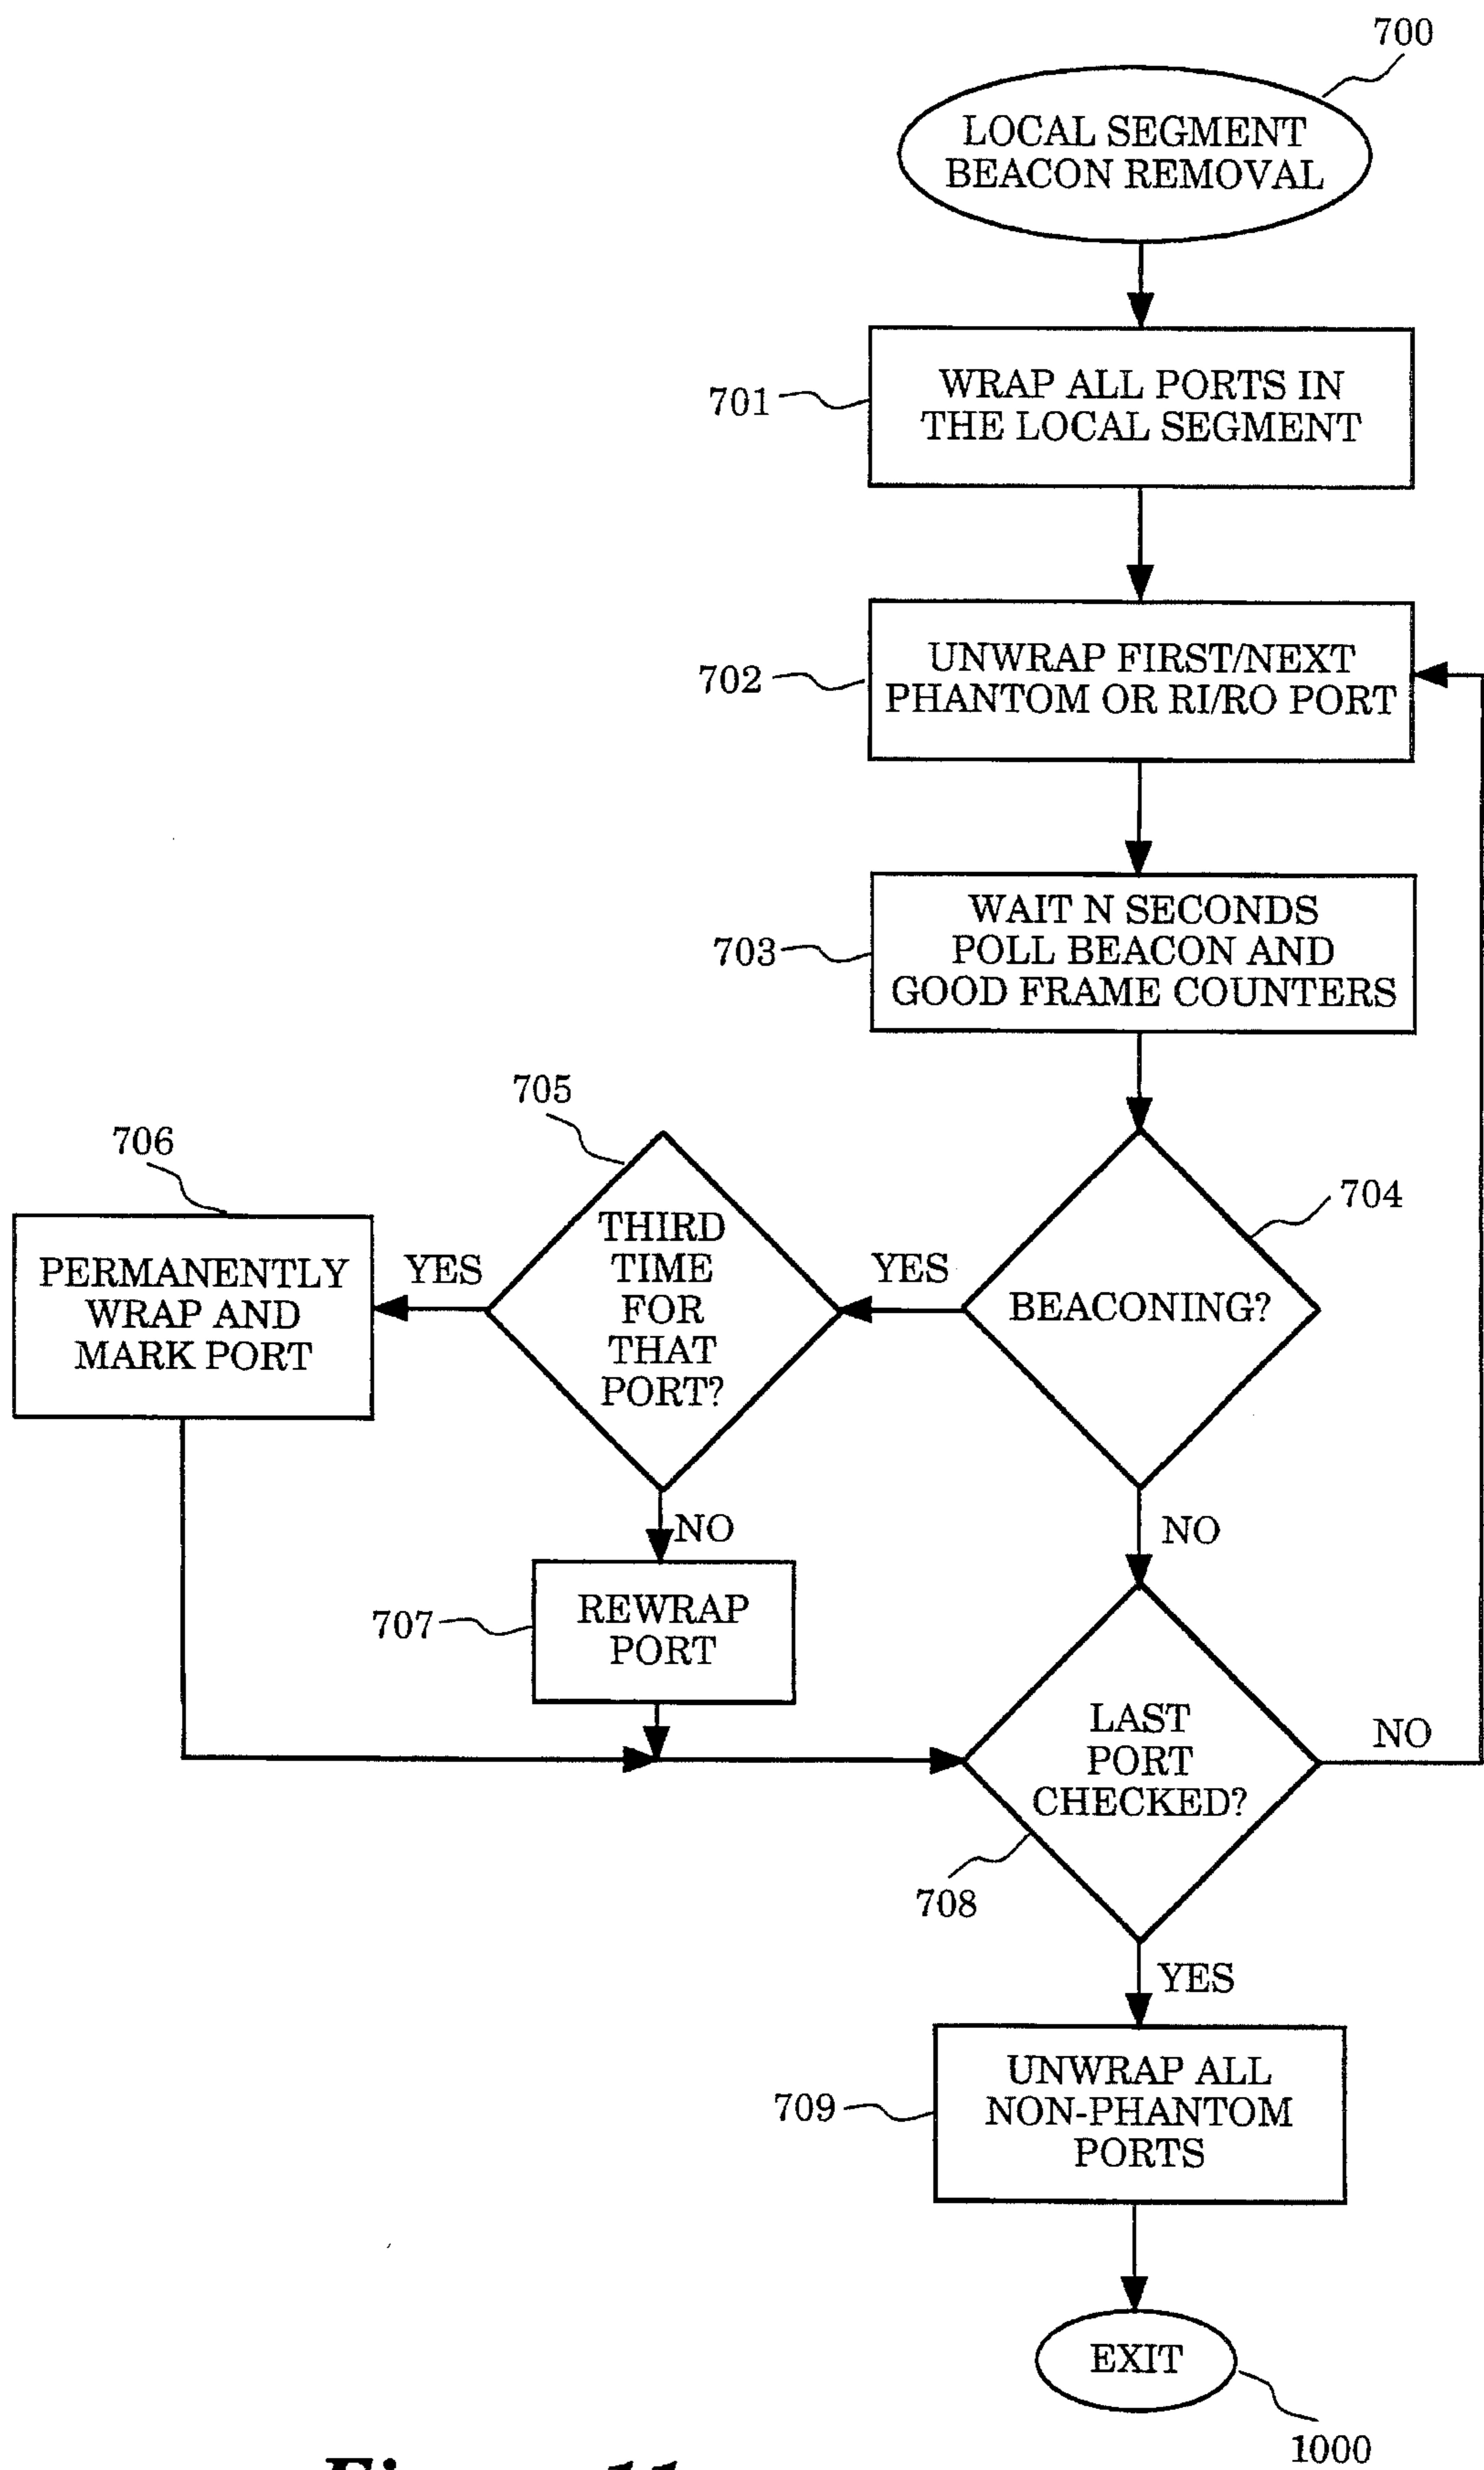 700
LOCAL SEGMENT
BEACON REMOVAL
701
WRAP ALL PORTS IN
THE LOCAL SEGMENT
702
UNWRAP FIRST/NEXT
PHANTOM OR RI/RO PORT
703
WAIT N SECONDS
POLL BEACON AND
GOOD FRAME COUNTERS
704
BEACONING?
YES
705
THIRD
TIME
FOR
THAT
PORT?
YES
706
PERMANENTLY
WRAP AND
MARK PORT
NO
NO
707
REWRAP
PORT
LAST
PORT
CHECKED?
NO
708
YES
709
UNWRAP ALL
NON-PHANTOM
PORTS
EXIT
1000